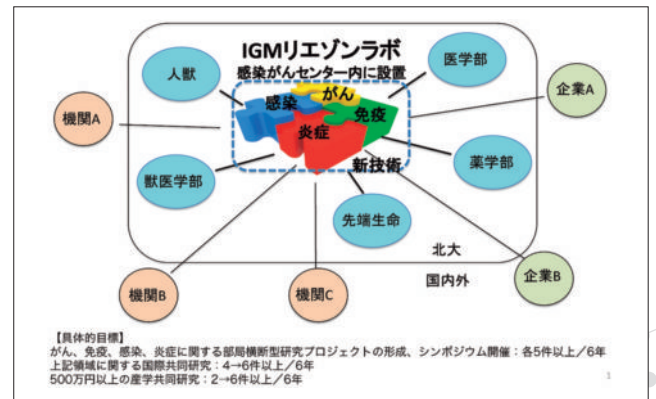 IGMリエゾンラボ
感染がんセンター内に設置
人獣
医学部
がん
感染
免疫
企業A
機関A
炎症
新技術
薬学部
獣医学部
先端生命
北大
国内外
企業B
機関B
機関C
【具体的目標】
がん、免疫、感染、炎症に関する部局横断型研究プロジェクトの形成、シンポジウム開催：各5件以上／6年
上記領域に関する国際共同研究：4→6件以上／6年
500万円以上の産学共同研究：2→6件以上／6年
1